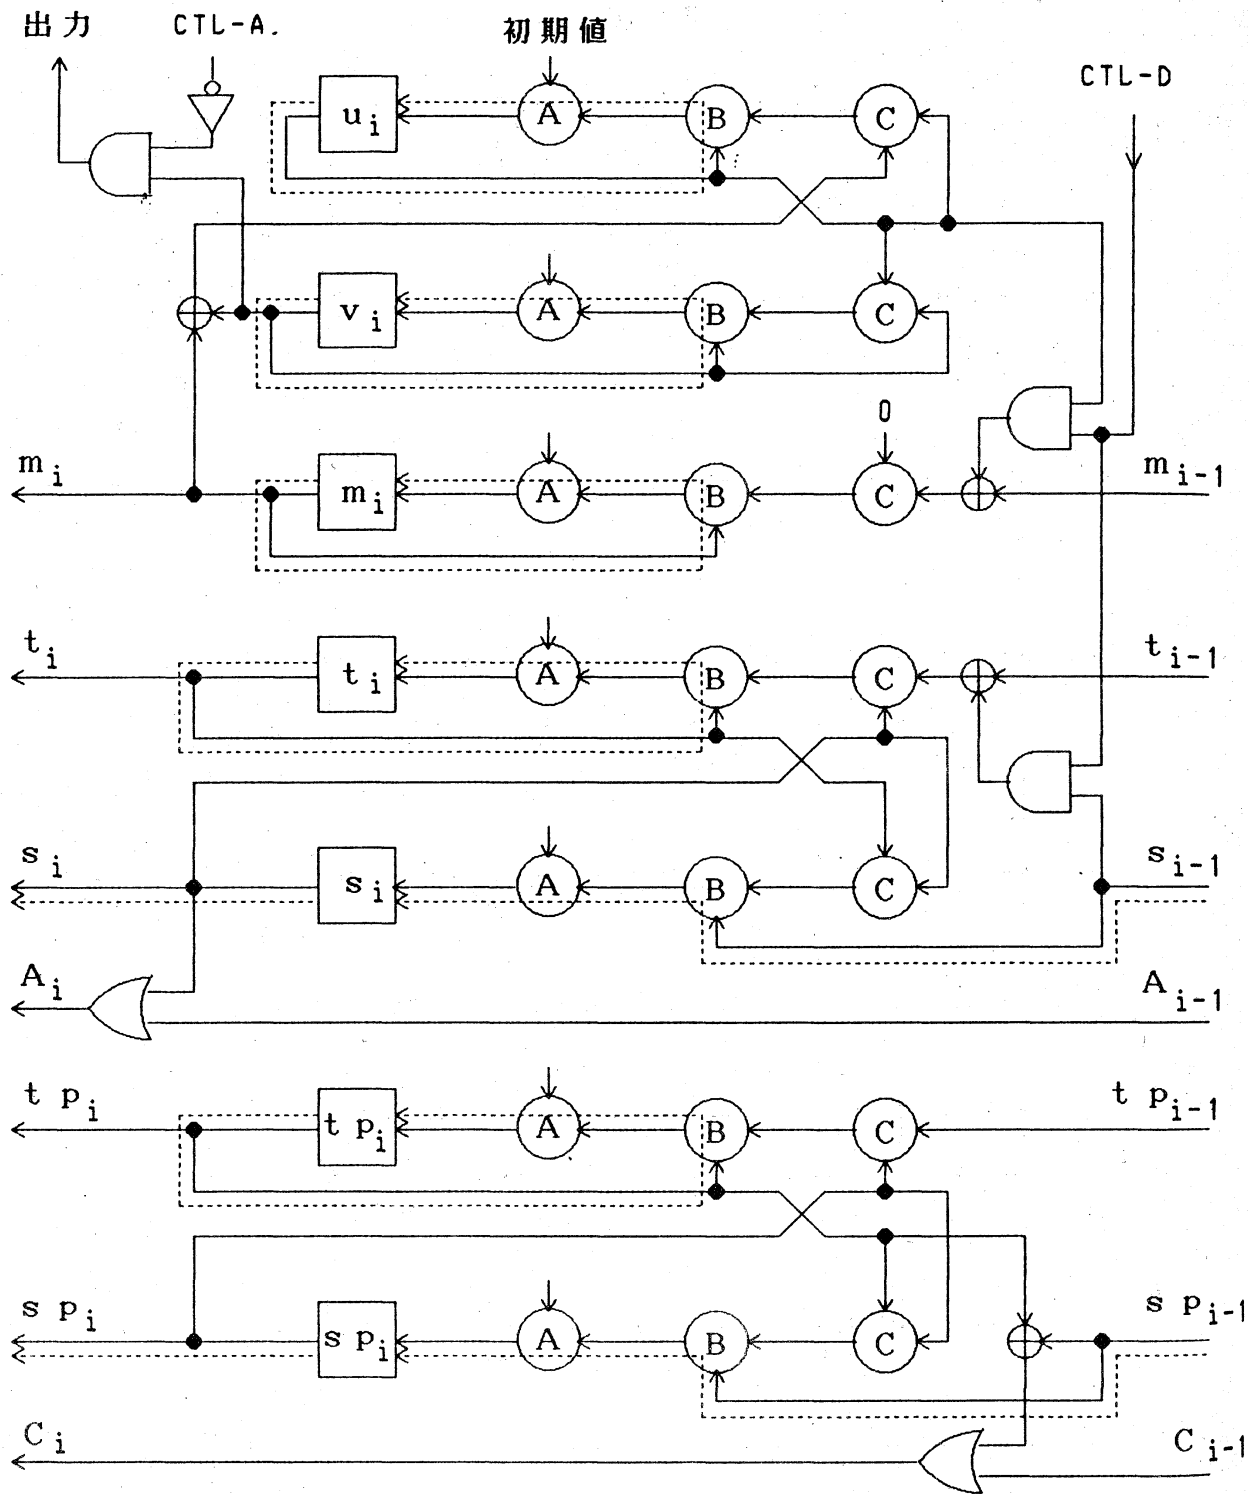 出力 CTL-A. 初期値
CTL-D
u i A B C
v i A B C
0
m i m i A B C m i-1
t i t i A B C t i-1
s i s i A B C s i-1
A i A i-1
t p i t p i A B C t p i-1
s p i s p i A B C s p i-1
C i C i-1